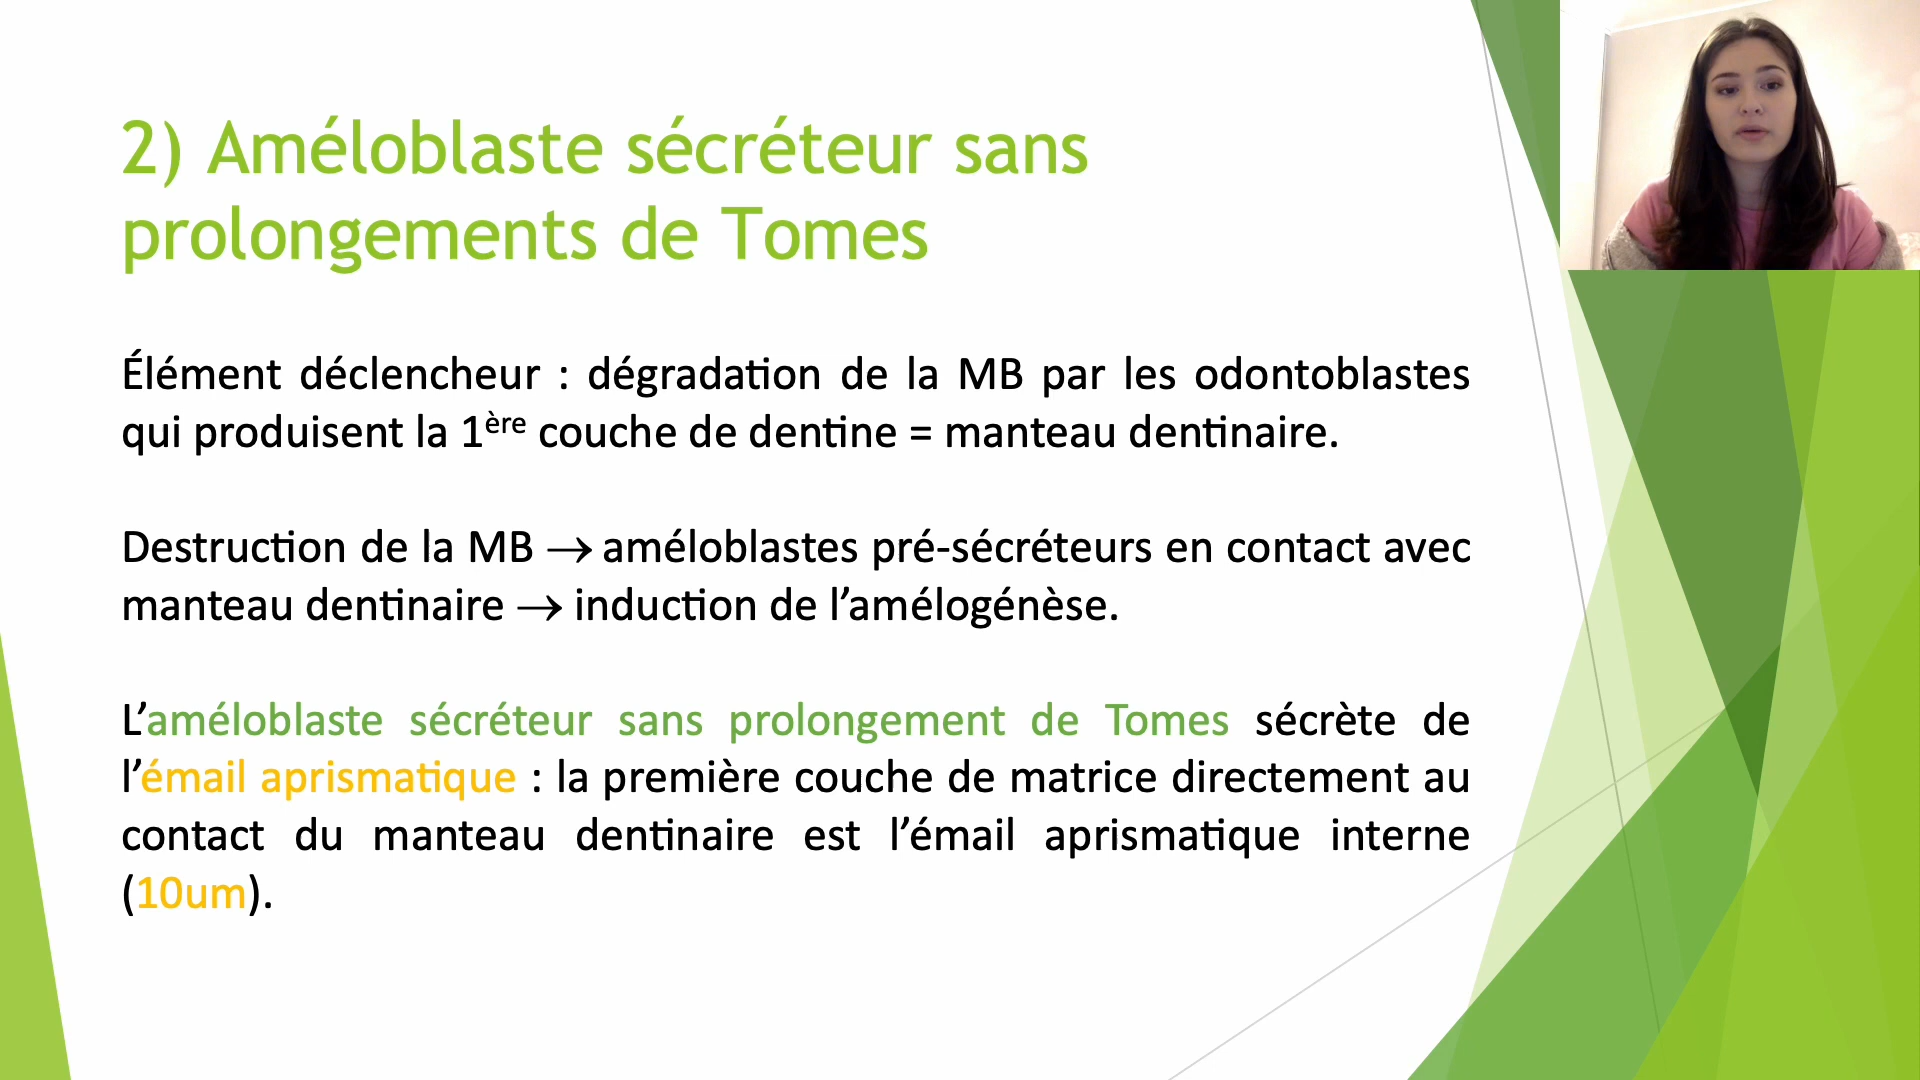 2) Améloblaste sécréteur sans
prolongements de Tomes
Élément déclencheur : dégradation de la MB par les odontoblastes
qui produisent la 1ère couche de dentine = manteau dentinaire.
Destruction de la MB → améloblastes pré-sécréteurs en contact avec
manteau dentinaire → induction de l’amélogénèse.
L’améloblaste sécréteur sans prolongement de Tomes sécrète de
l’émail aprismatique : la première couche de matrice directement au
contact du manteau dentinaire est l’émail aprismatique interne
(10um).